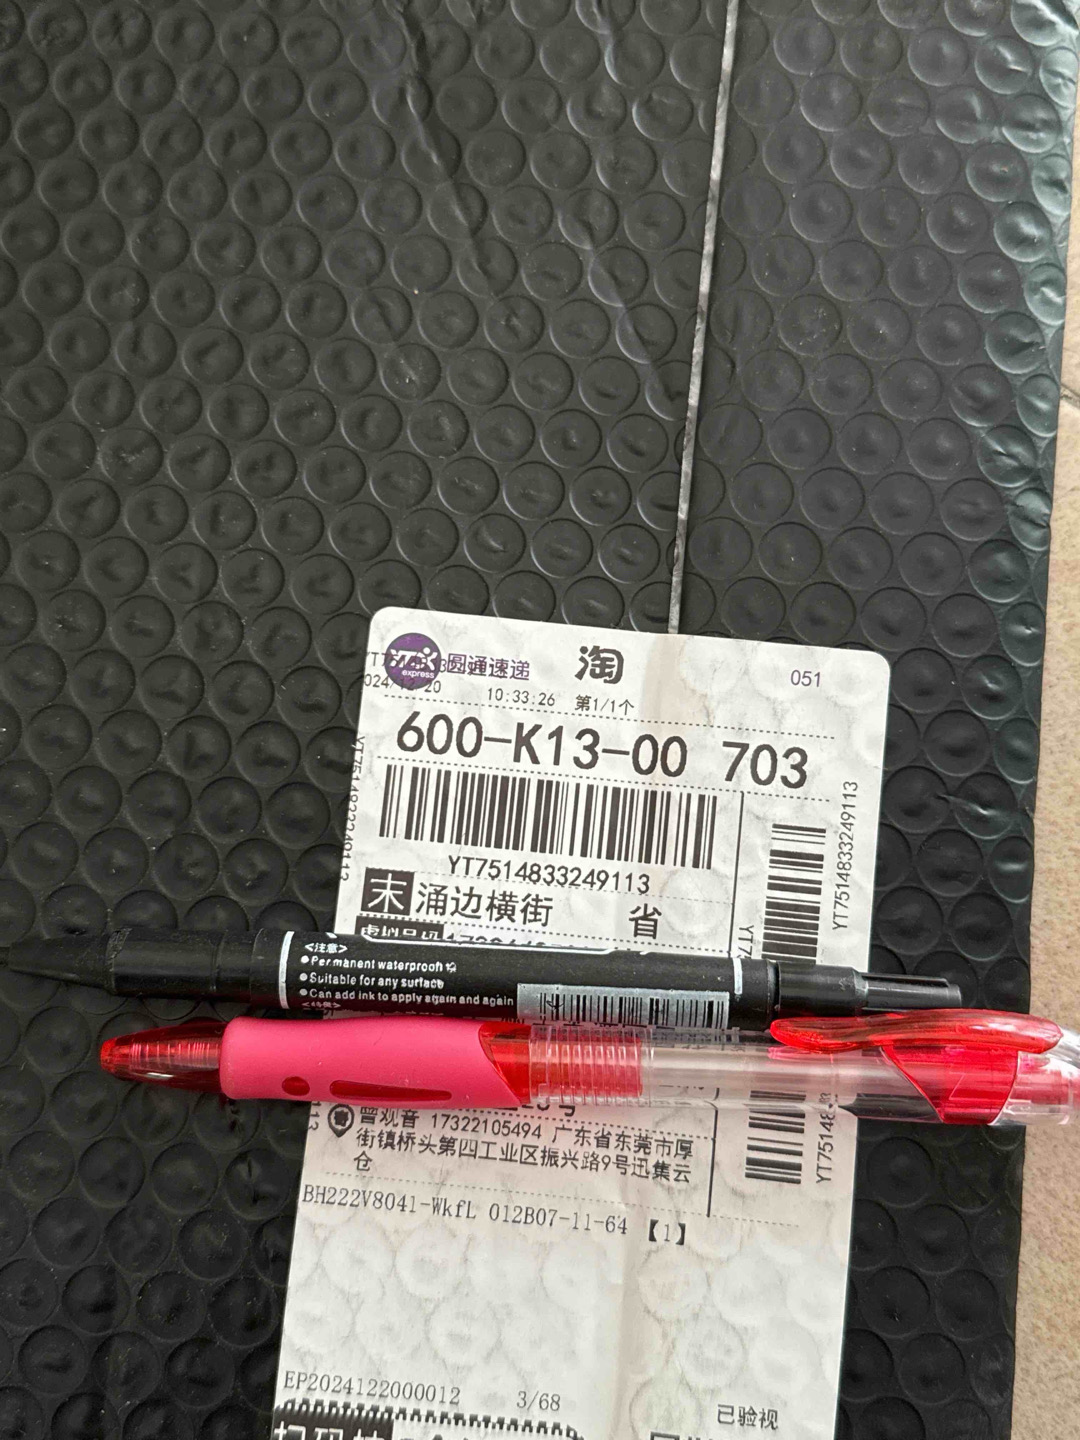 圆通速递
express
淘
051
10:33:26 第1/1个
600-K13-00 703
YT7514833249113
YT7514833249113
末 涌边横街 省
<注意>
Permanent waterproof
Suitable for any surface
Can add ink to apply again and again
曾观音 17322105494 广东省东莞市厚
街镇桥头第四工业区振兴路9号迅集云
仓
BH222V8041-WkfL 012B07-11-64 【1】
EP2024122000012 3/68
已验视